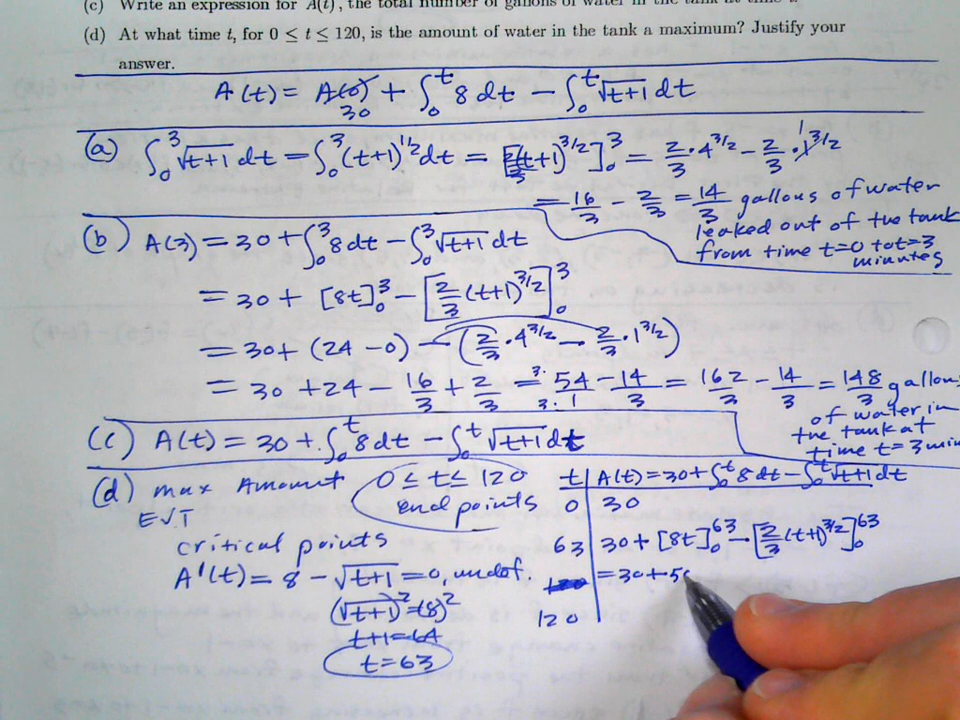 (c) Write an expression for A(t), the total number of gallons of water in the tank at time t
(d) At what time t, for 0 ≤ t ≤ 120, is the amount of water in the tank a maximum? Justify your
answer.
A(t) = A(0) + ∫₀ᵗ 8 dt − ∫₀ᵗ √(t+1) dt
30
(a) ∫₀³ √(t+1) dt = ∫₀³ (t+1)^(1/2) dt = [2/3 (t+1)^(3/2)]₀³ = 2/3 · 4^(3/2) − 2/3 · 1^(3/2)
= 16/3 − 2/3 = 14/3 gallons of water
leaked out of the tank
from time t=0 to t=3
minutes
(b) A(3) = 30 + ∫₀³ 8 dt − ∫₀³ √(t+1) dt
= 30 + [8t]₀³ − [2/3 (t+1)^(3/2)]₀³
= 30 + (24 − 0) − (2/3 · 4^(3/2) − 2/3 · 1^(3/2))
= 30 + 24 − 16/3 + 2/3 = 3·54/3·1 − 14/3 = 162/3 − 14/3 = 148/3 gallons
of water in
the tank at
time t = 3 min
(c) A(t) = 30 + ∫₀ᵗ 8 dt − ∫₀ᵗ √(t+1) dt
(d) max Amount 0 ≤ t ≤ 120
EVT end points
critical points
A'(t) = 8 − √(t+1) = 0, undef.
(√(t+1))² = (8)²
t+1 = 64
t = 63
t | A(t) = 30 + ∫₀ᵗ 8 dt − ∫₀ᵗ √(t+1) dt
0 | 30
63 | 30 + [8t]₀⁶³ − [2/3 (t+1)^(3/2)]₀⁶³
= 30 + 5
120